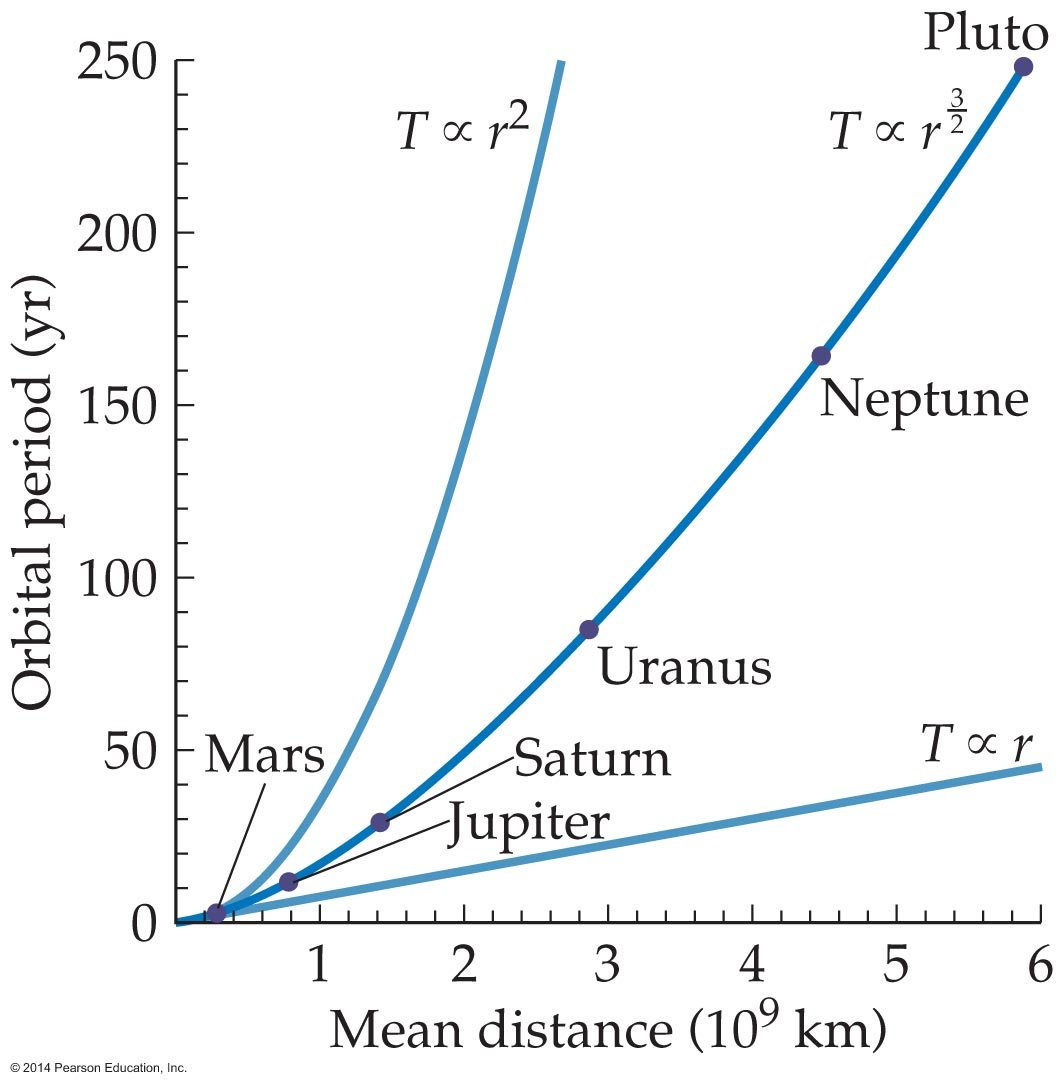 Pluto
250
T ∝ r²
T ∝ r^(3/2)
200
Orbital period (yr)
150
Neptune
100
Uranus
T ∝ r
50
Mars
Saturn
Jupiter
0
1 2 3 4 5 6
Mean distance (10⁹ km)
© 2014 Pearson Education, Inc.